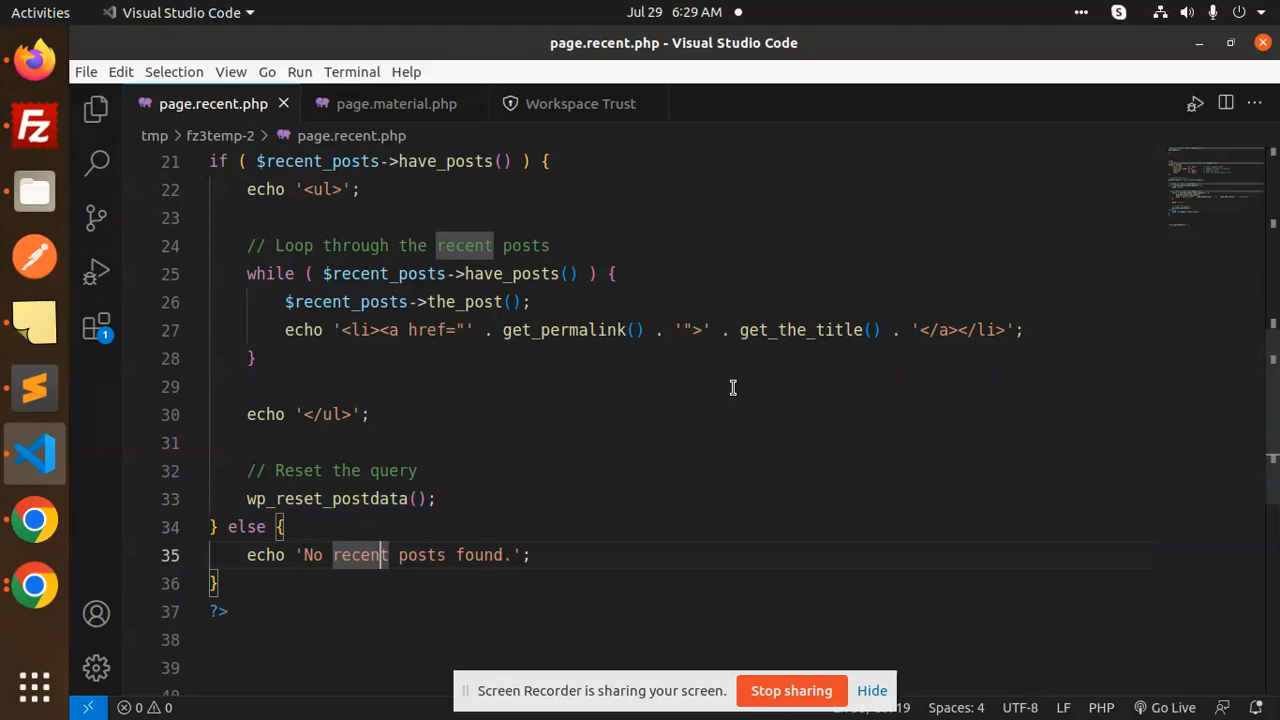 Activities Visual Studio Code Jul 29 6:29 AM
page.recent.php - Visual Studio Code
File Edit Selection View Go Run Terminal Help
page.recent.php page.material.php Workspace Trust
tmp > fz3temp-2 > page.recent.php
21 if ( $recent_posts->have_posts() ) {
22 echo '<ul>';
23
24 // Loop through the recent posts
25 while ( $recent_posts->have_posts() ) {
26 $recent_posts->the_post();
27 echo '<li><a href="' . get_permalink() . '">' . get_the_title() . '</a></li>';
28 }
29
30 echo '</ul>';
31
32 // Reset the query
33 wp_reset_postdata();
34 } else {
35 echo 'No recent posts found.';
36 }
37 ?>
38
39
Screen Recorder is sharing your screen. Stop sharing Hide
0 0 Spaces: 4 UTF-8 LF PHP Go Live